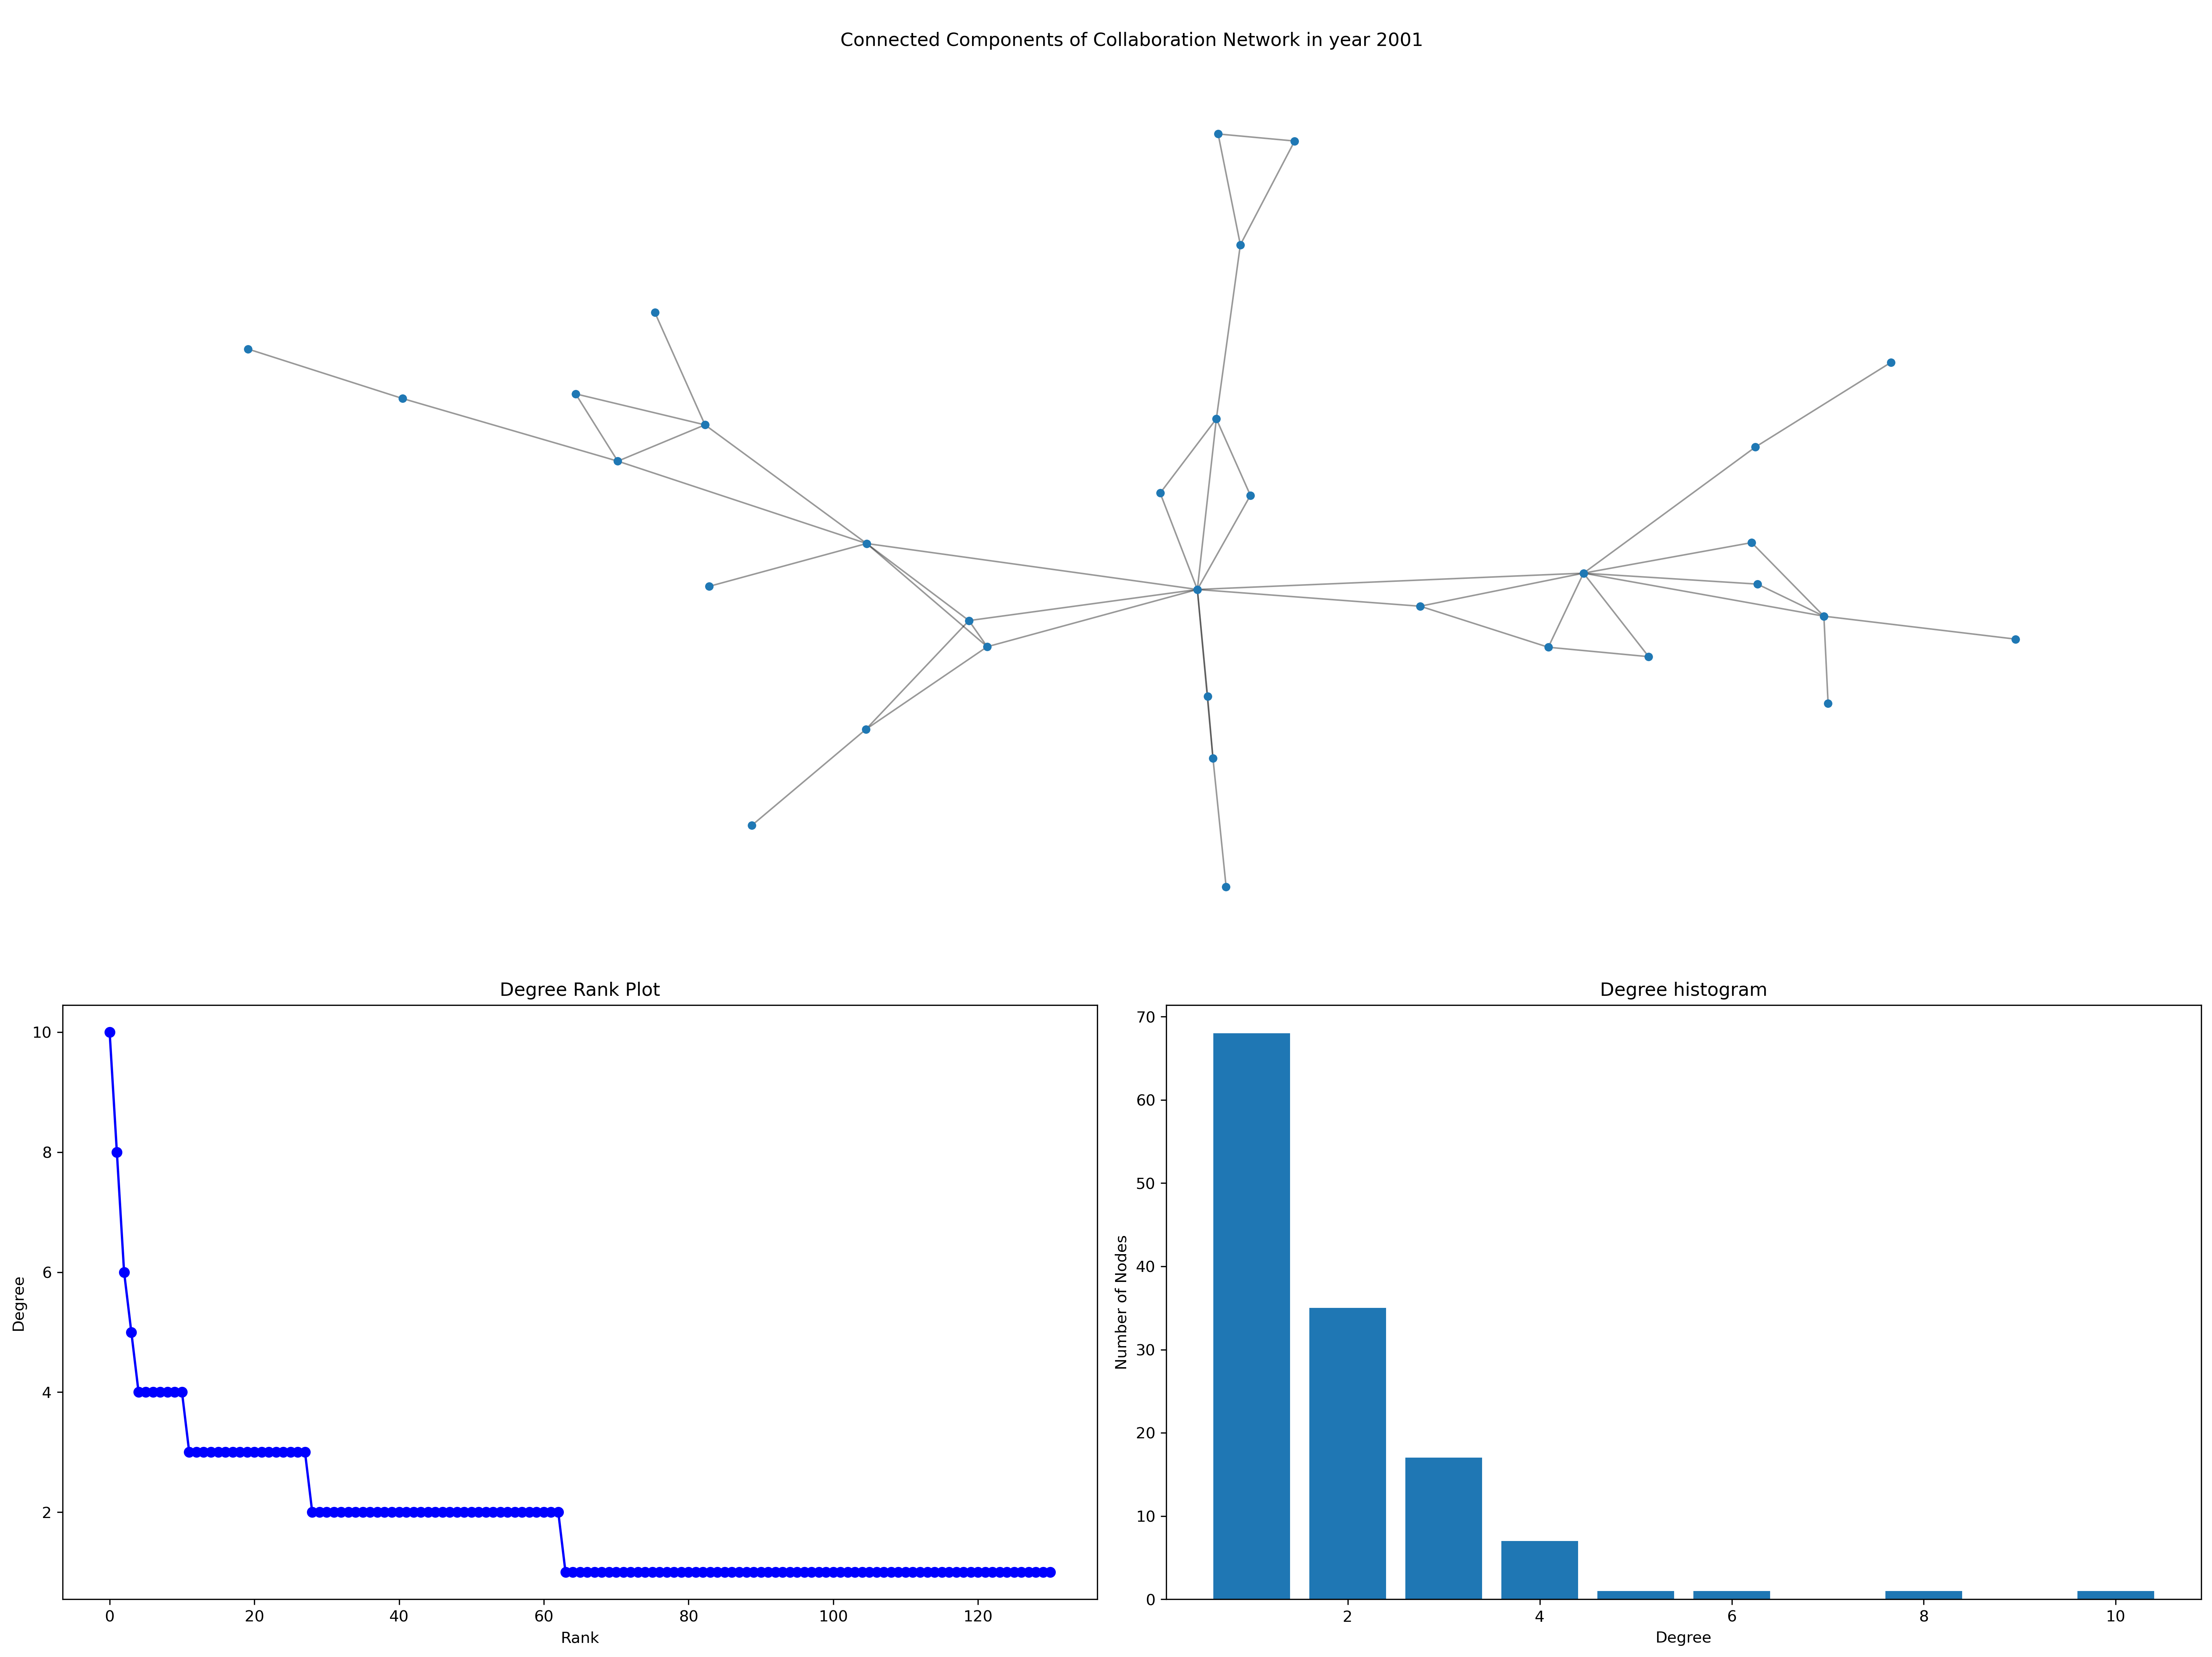 Connected Components of Collaboration Network in year 2001
Degree Rank Plot
10
8
6
4
2
Degree
0 20 40 60 80 100 120
Rank
Degree histogram
70
60
50
40
30
20
10
0
Number of Nodes
2 4 6 8 10
Degree